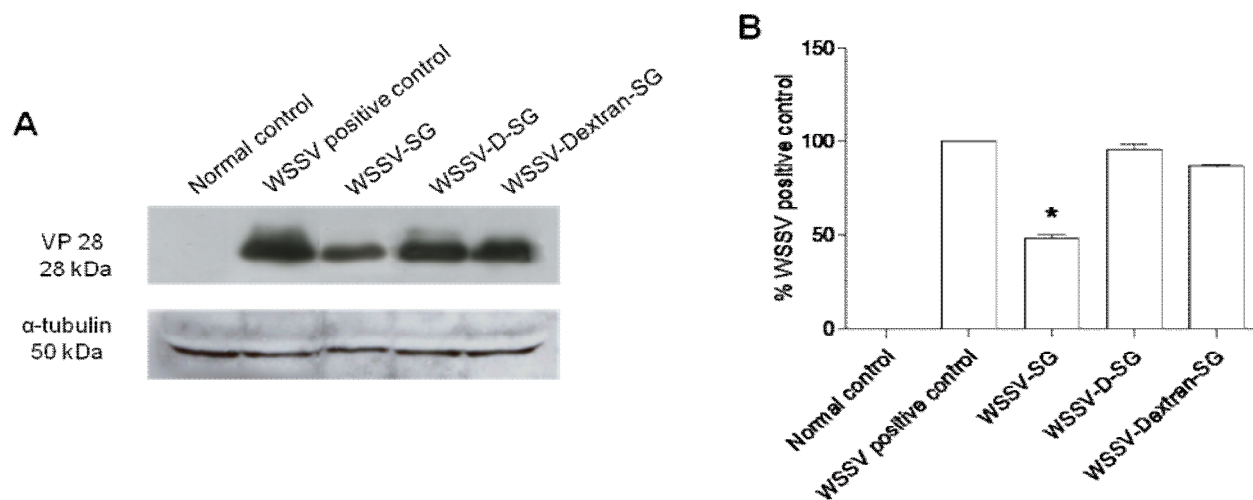 A
Normal control
WSSV positive control
WSSV-SG
WSSV-D-SG
WSSV-Dextran-SG
VP 28
28 kDa
α-tubulin
50 kDa
B
% WSSV positive control
150
100
50
0
*
Normal control
WSSV positive control
WSSV-SG
WSSV-D-SG
WSSV-Dextran-SG